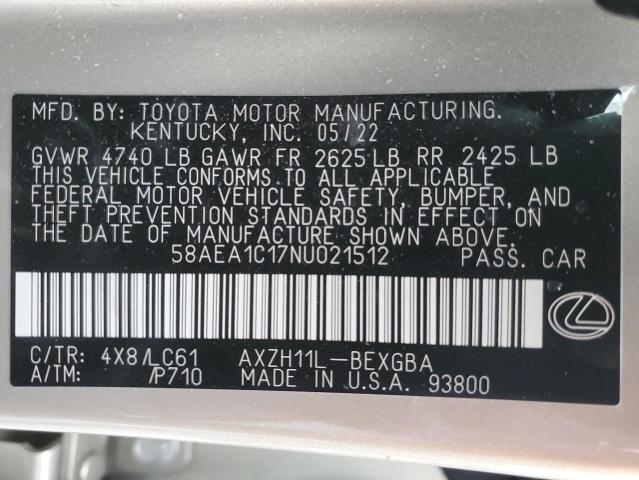 MFD. BY: TOYOTA MOTOR MANUFACTURING.
KENTUCKY, INC. 05/22
GVWR 4740 LB GAWR FR 2625 LB RR 2425 LB
THIS VEHICLE CONFORMS TO ALL APPLICABLE
FEDERAL MOTOR VEHICLE SAFETY, BUMPER, AND
THEFT PREVENTION STANDARDS IN EFFECT ON
THE DATE OF MANUFACTURE SHOWN ABOVE.
58AEA1C17NU021512 PASS. CAR
C/TR: 4X8/LC61 AXZH11L-BEXGBA
A/TM: /P710 MADE IN U.S.A. 93800